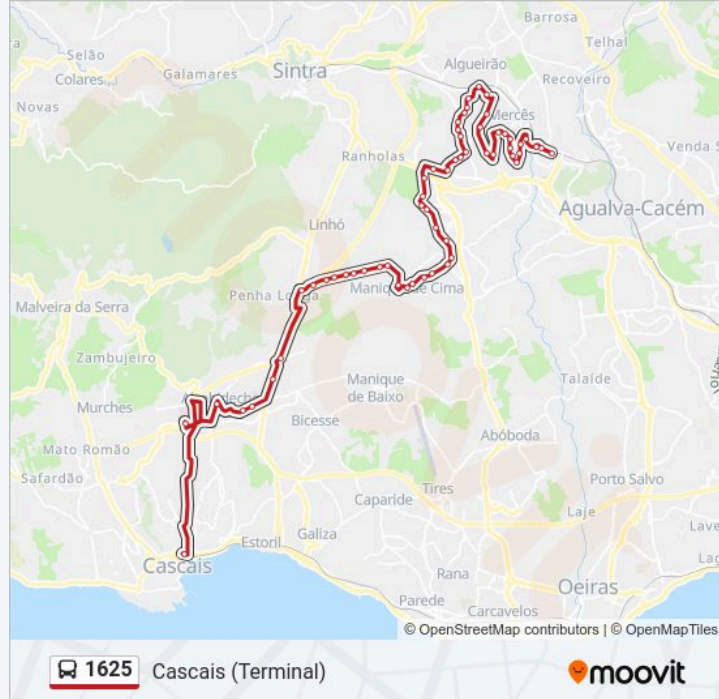 Barrosa
Selão
Telhal
Algueirão
Colares
Galamares
Sintra
Recoveiro
Novas
Mercês
Ranholas
Venda S
Agualva-Cacém
Linhó
Penha Longa
Manique de Cima
Malveira da Serra
Zambujeiro
Manique
de Baixo
Talaíde
Murches
Bicesse
Abóboda
Mato Romão
Safardão
Tires
Porto Salvo
Caparide
Laje
Galiza
Estoril
Lave
Cascais
Rana
Oeiras
Parede
Carcavelos
© OpenStreetMap contributors | © OpenMapTiles
1625 Cascais (Terminal)
moovit